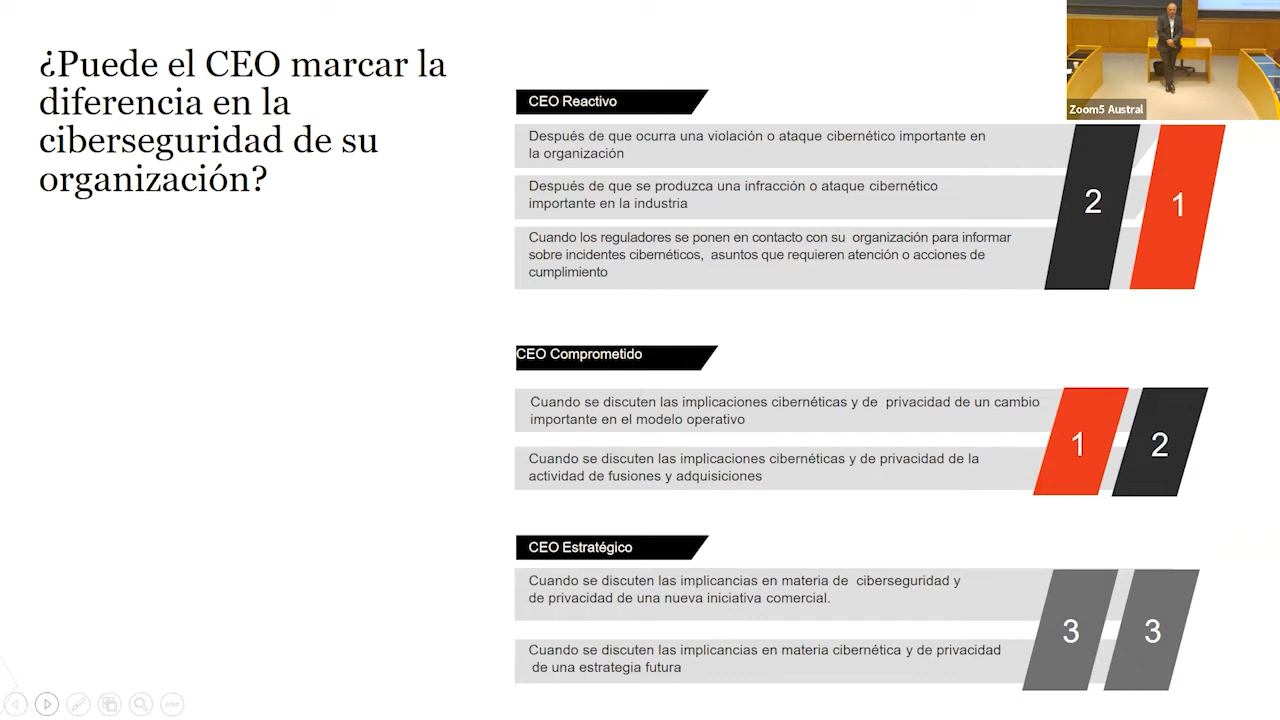 ¿Puede el CEO marcar la
diferencia en la
ciberseguridad de su
organización?
Zoom5 Austral
CEO Reactivo
Después de que ocurra una violación o ataque cibernético importante en
la organización
Después de que se produzca una infracción o ataque cibernético
importante en la industria
Cuando los reguladores se ponen en contacto con su organización para informar
sobre incidentes cibernéticos, asuntos que requieren atención o acciones de
cumplimiento
2
1
CEO Comprometido
Cuando se discuten las implicaciones cibernéticas y de privacidad de un cambio
importante en el modelo operativo
Cuando se discuten las implicaciones cibernéticas y de privacidad de la
actividad de fusiones y adquisiciones
1
2
CEO Estratégico
Cuando se discuten las implicancias en materia de ciberseguridad y
de privacidad de una nueva iniciativa comercial.
Cuando se discuten las implicancias en materia cibernética y de privacidad
de una estrategia futura
3
3